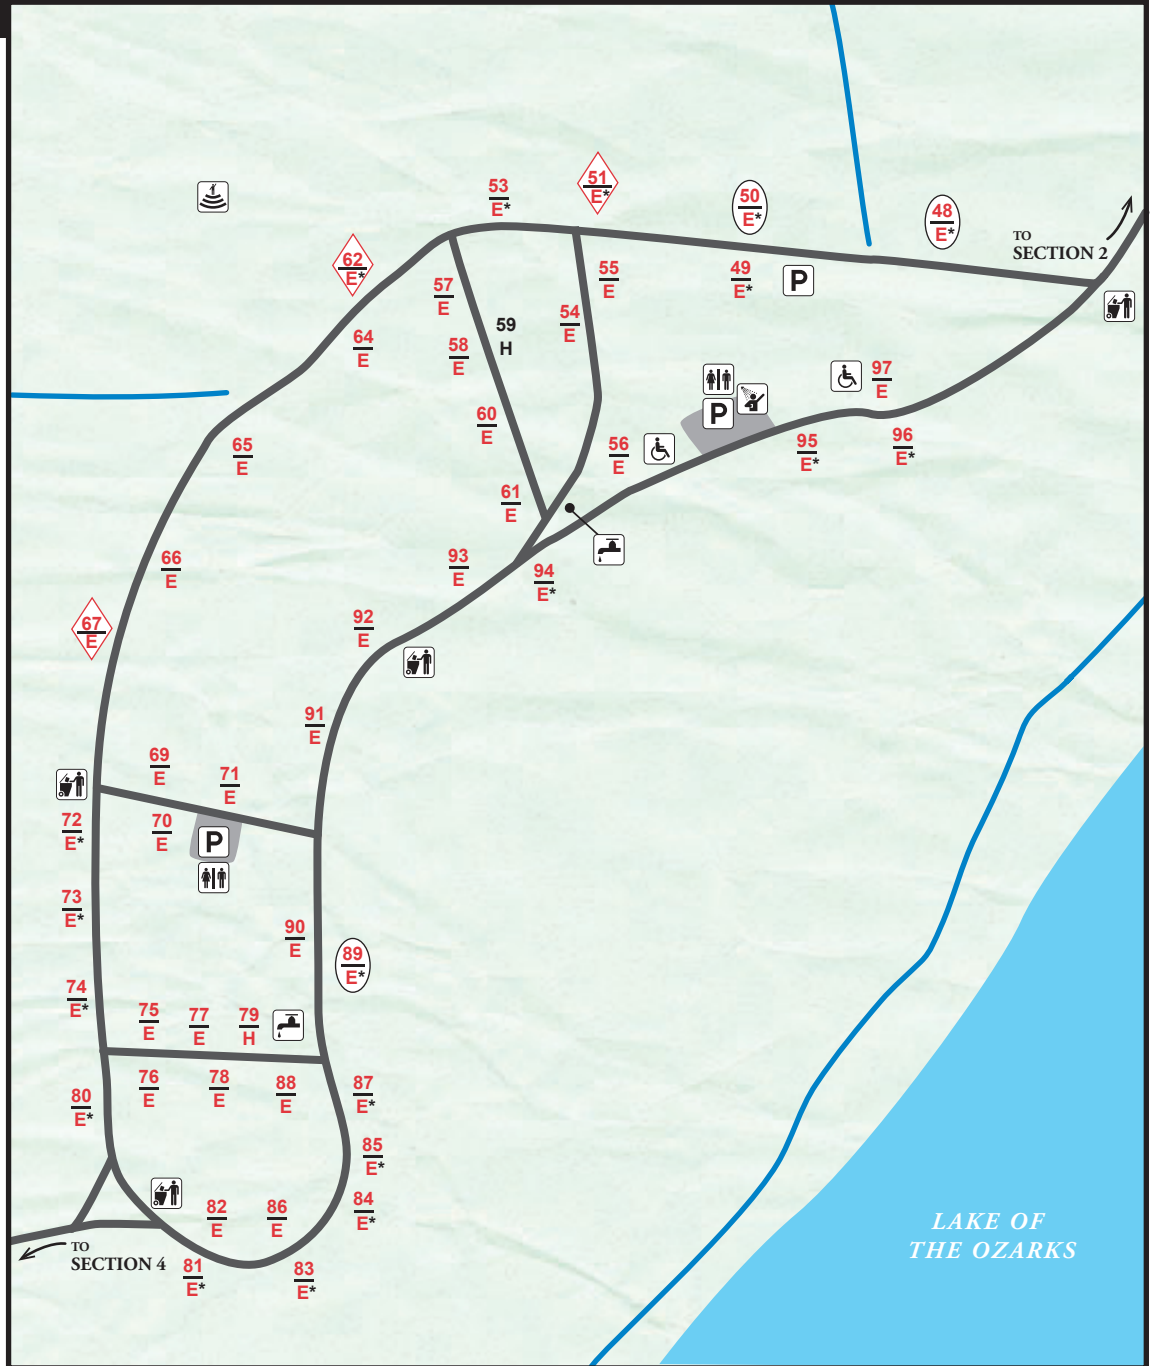 53
E*
51
E*
50
E*
48
E*
TO
SECTION 2
62
E*
57
E
55
E
49
E*
P
54
E
59
H
64
E
58
E
97
E
P
60
E
65
E
56
E
95
E*
96
E*
61
E
66
E
93
E
94
E*
67
E
92
E
91
E
69
E
71
E
72
E*
70
E
P
73
E*
90
E
89
E*
74
E*
75
E
77
E
79
H
80
E*
76
E
78
E
88
E
87
E*
85
E*
82
E
86
E
84
E*
TO
SECTION 4
81
E*
83
E*
LAKE OF
THE OZARKS